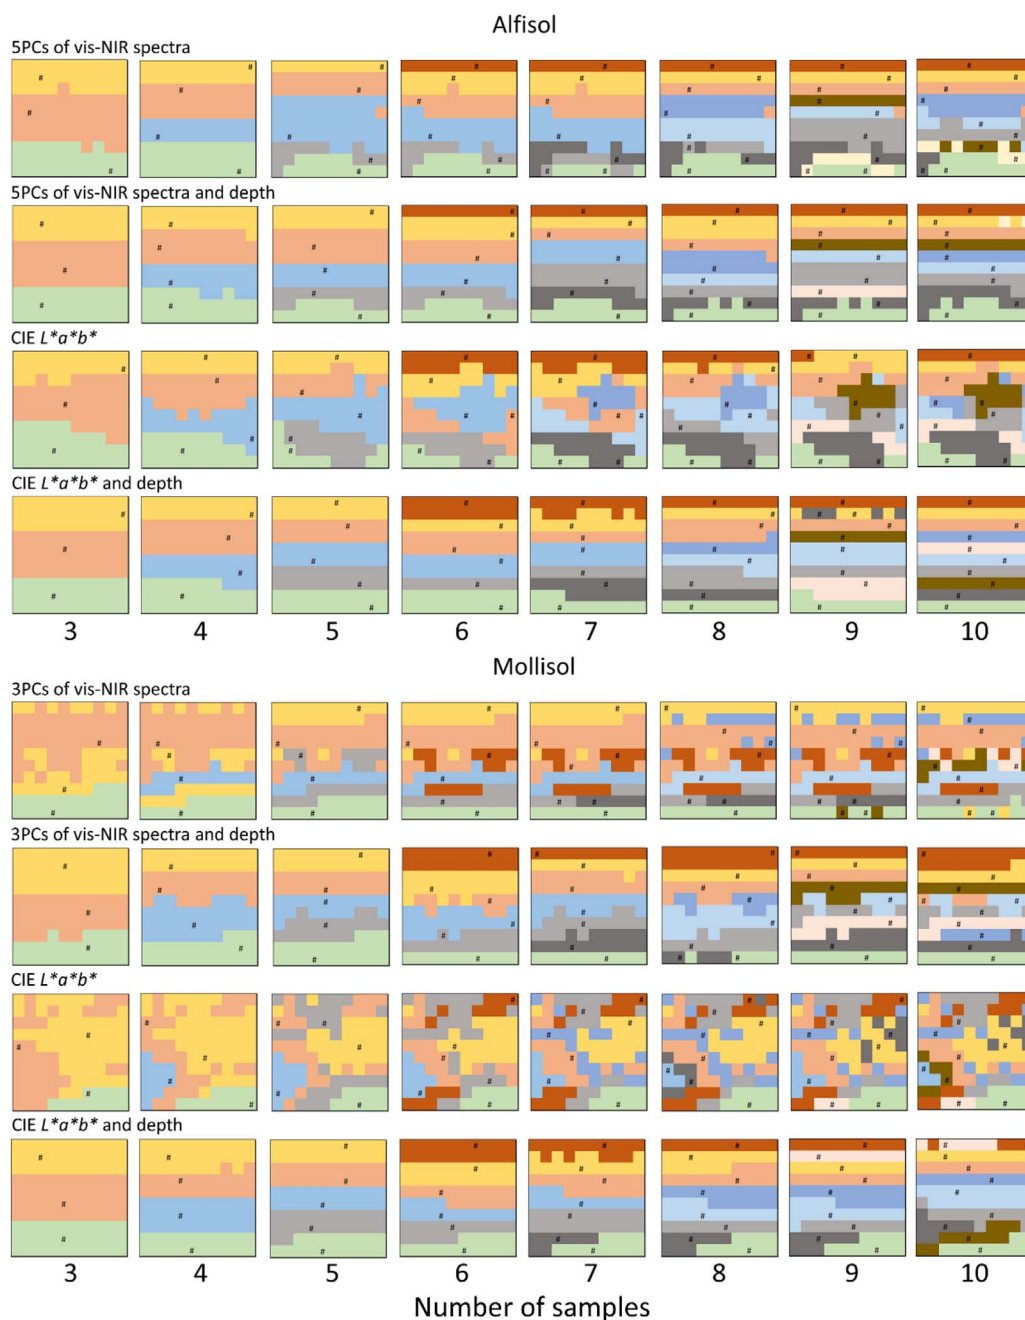 Alfisol
5PCs of vis-NIR spectra
5PCs of vis-NIR spectra and depth
CIE L*a*b*
CIE L*a*b* and depth
3 4 5 6 7 8 9 10
Mollisol
3PCs of vis-NIR spectra
3PCs of vis-NIR spectra and depth
CIE L*a*b*
CIE L*a*b* and depth
3 4 5 6 7 8 9 10
Number of samples